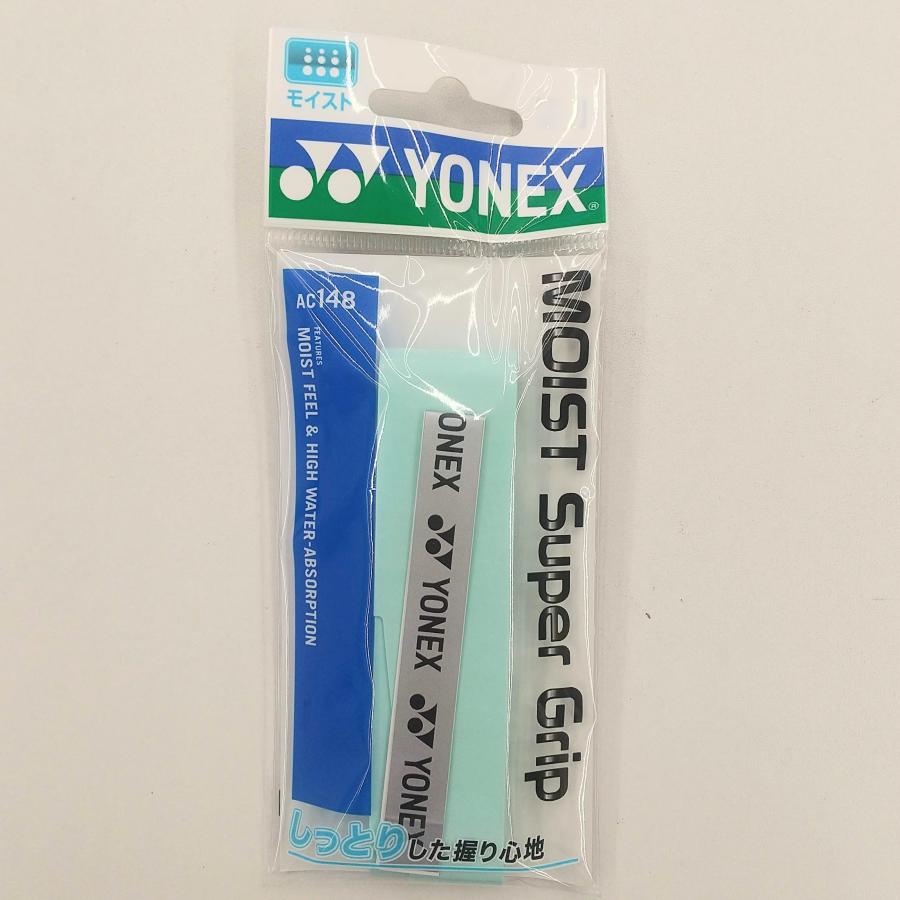 モイスト
YONEX®
AC148
FEATURES
MOIST FEEL & HIGH WATER-ABSORPTION
MOIST Super Grip
YONEX
YONEX
YONEX
しっとりした握り心地